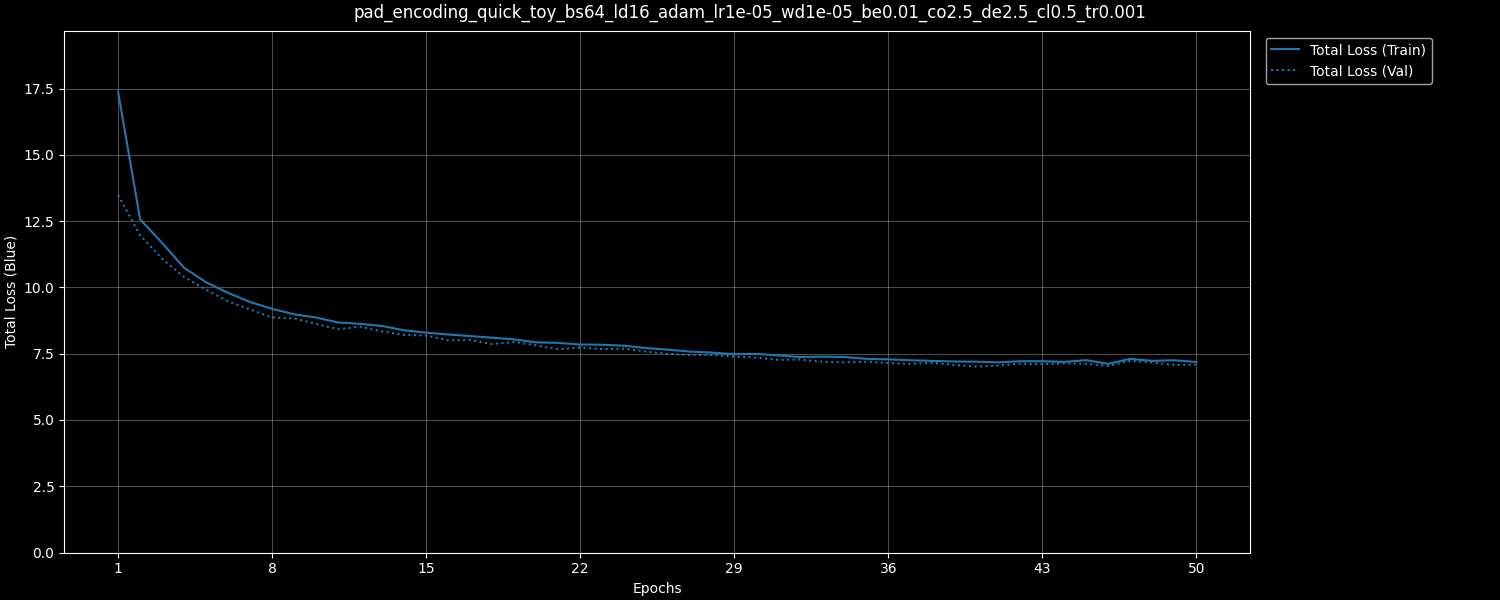 pad_encoding_quick_toy_bs64_ld16_adam_lr1e-05_wd1e-05_be0.01_co2.5_de2.5_cl0.5_tr0.001
Total Loss (Train)
Total Loss (Val)
Total Loss (Blue)
17.5
15.0
12.5
10.0
7.5
5.0
2.5
0.0
1 8 15 22 29 36 43 50
Epochs